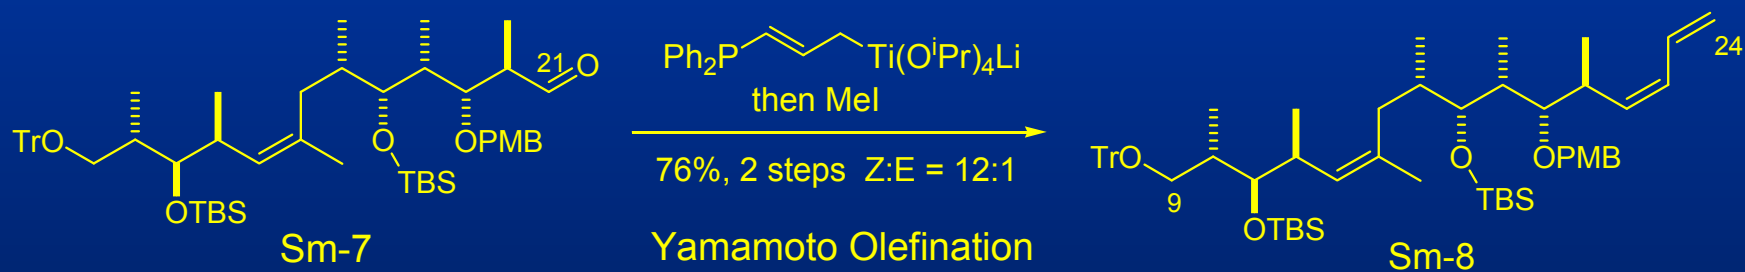 21
O
TrO
OTBS
O
TBS
OPMB
Sm-7
Ph₂P
Ti(OⁱPr)₄Li
then MeI
76%, 2 steps Z:E = 12:1
Yamamoto Olefination
24
TrO
9
OTBS
O
TBS
OPMB
Sm-8